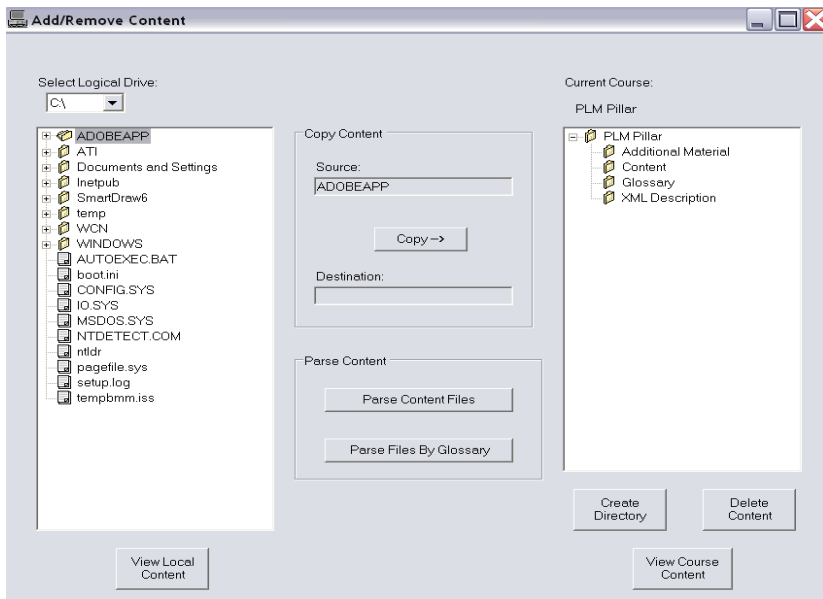 Add/Remove Content
Select Logical Drive:
C:\
ADOBEAPP
ATI
Documents and Settings
Inetpub
SmartDraw6
temp
WCN
WINDOWS
AUTOEXEC.BAT
boot.ini
CONFIG.SYS
IO.SYS
MSDOS.SYS
NTDETECT.COM
ntldr
pagefile.sys
setup.log
tempbmm.iss
View Local
Content
Copy Content
Source:
ADOBEAPP
Copy->
Destination:
Parse Content
Parse Content Files
Parse Files By Glossary
Current Course:
PLM Pillar
PLM Pillar
Additional Material
Content
Glossary
XML Description
Create
Directory
Delete
Content
View Course
Content